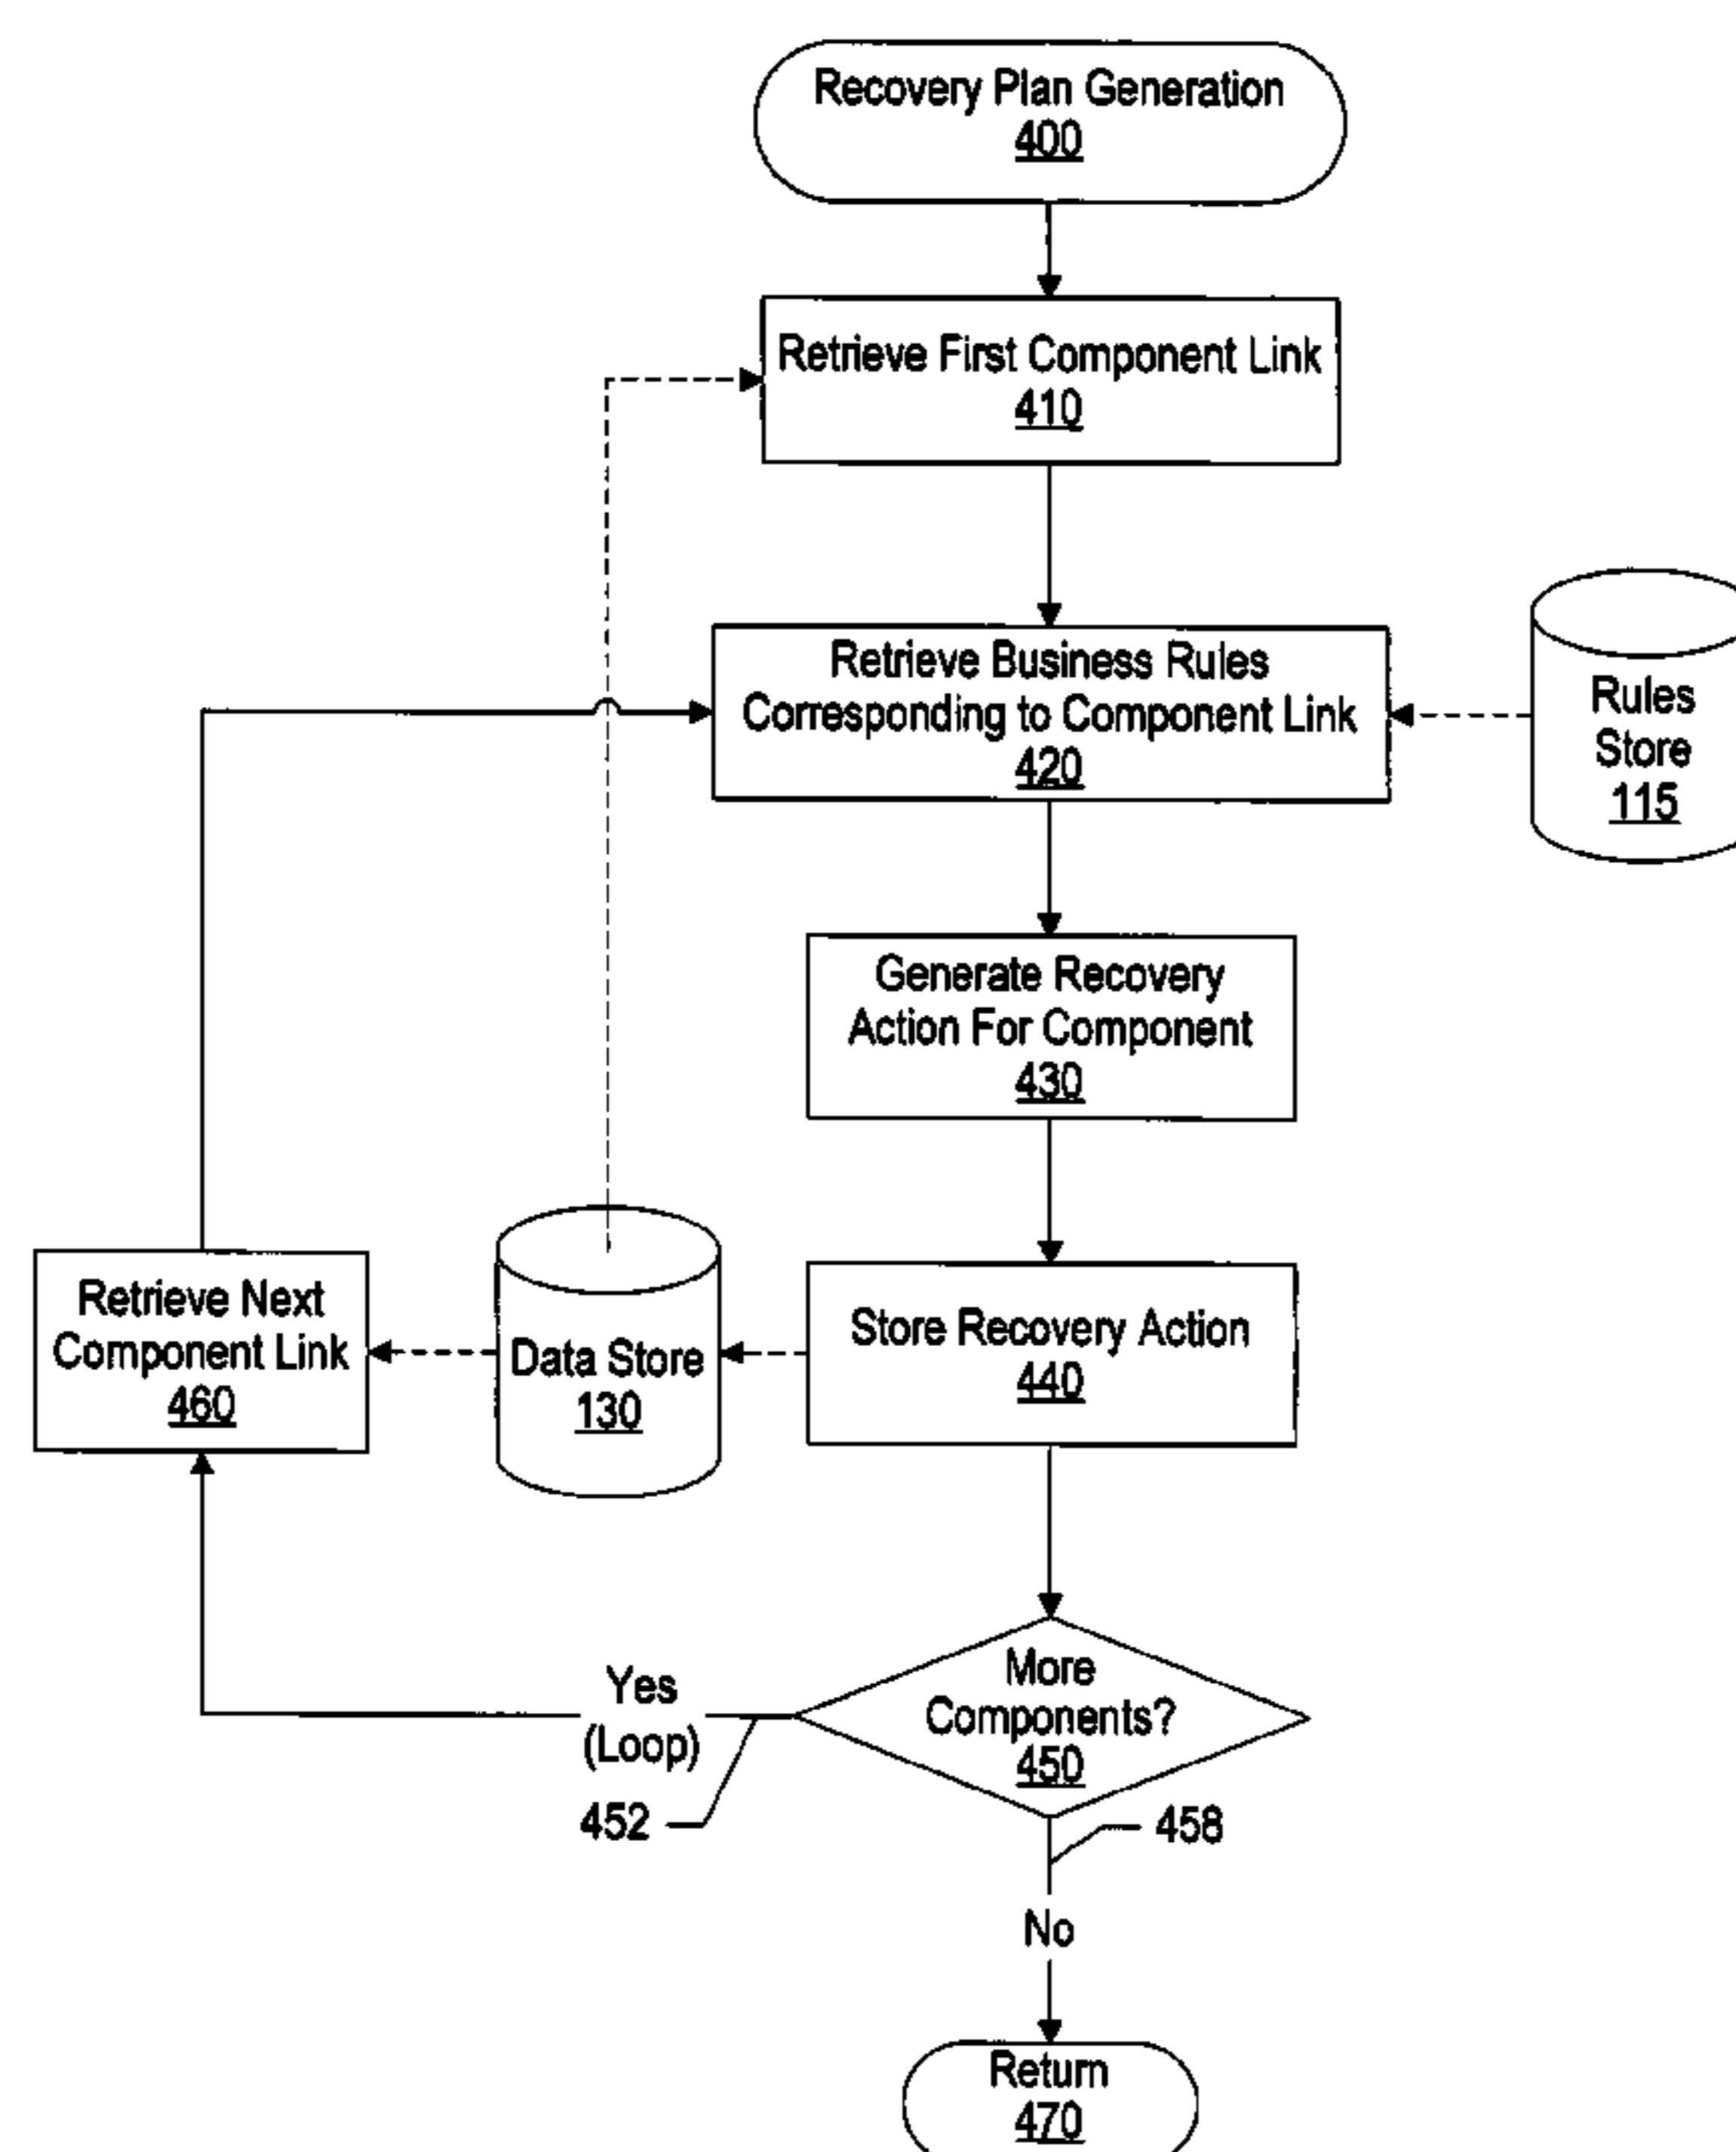 Recovery Plan Generation
400
Retrieve First Component Link
410
Retrieve Business Rules
Corresponding to Component Link
420
Rules
Store
115
Generate Recovery
Action For Component
430
Retrieve Next
Component Link
460
Data Store
130
Store Recovery Action
440
More
Components?
450
Yes
(Loop)
452
458
No
Return
470